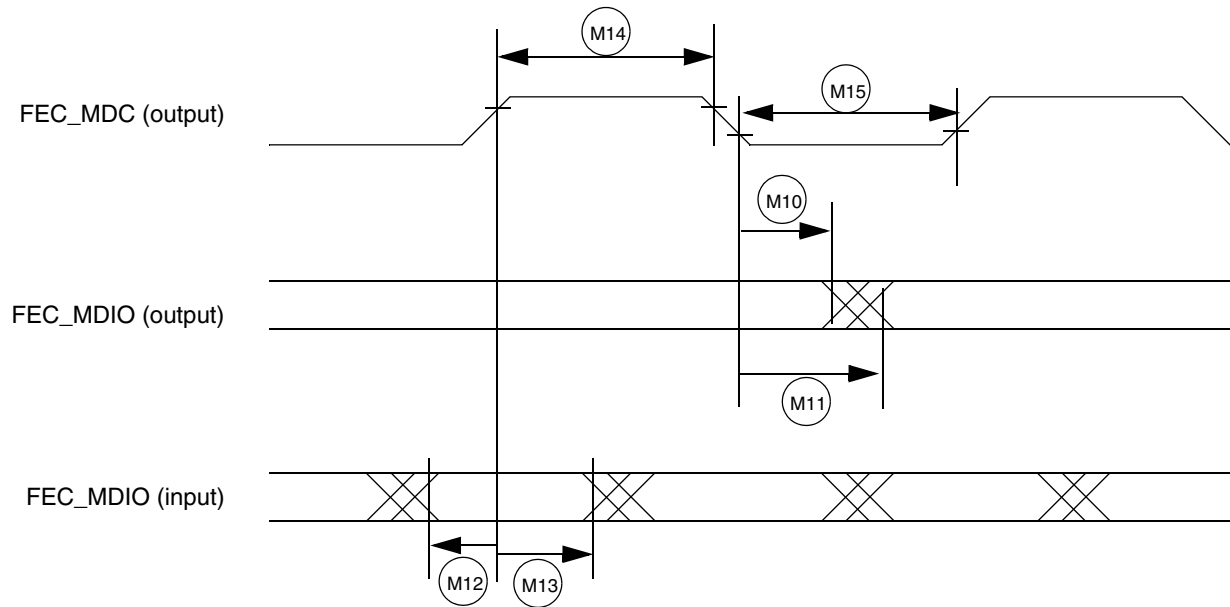 M14
FEC_MDC (output)
M15
M10
FEC_MDIO (output)
M11
FEC_MDIO (input)
M12
M13